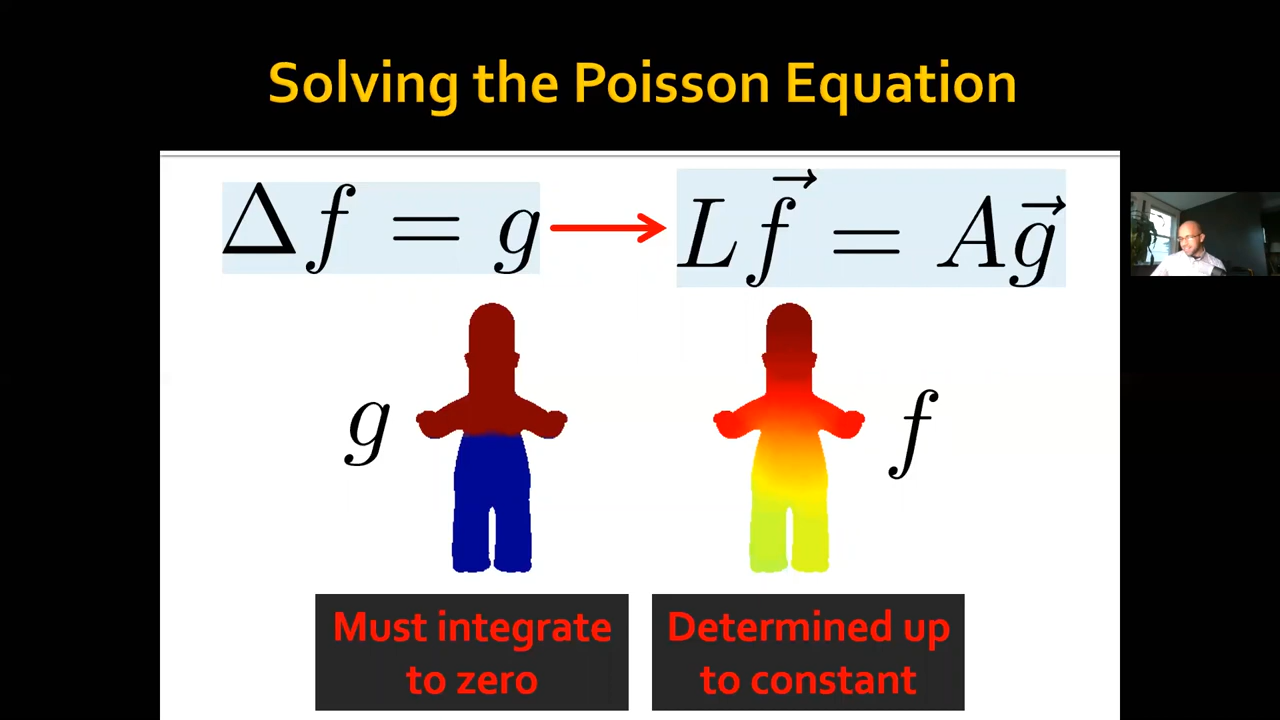 Solving the Poisson Equation
Δf = g → Lf⃗ = Ag⃗
g
f
Must integrate
to zero
Determined up
to constant